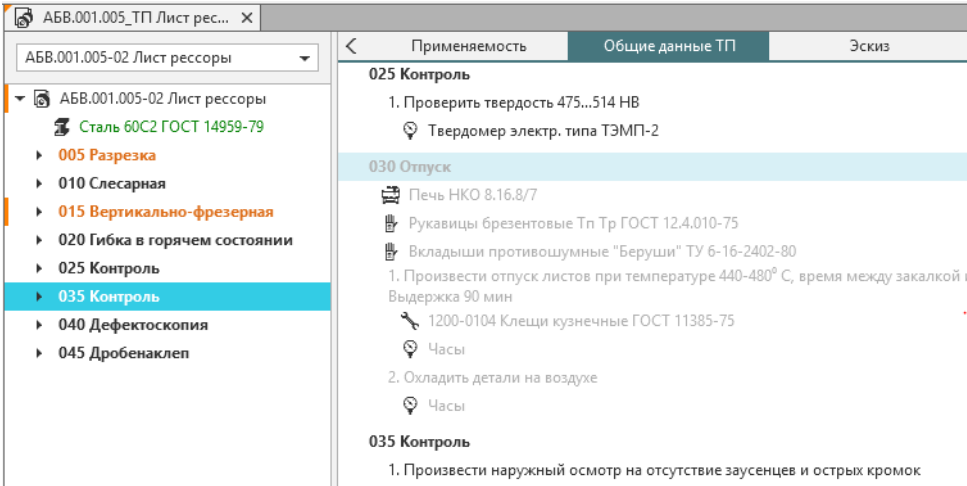 АБВ.001.005_ТП Лист рес...
АБВ.001.005-02 Лист рессоры
АБВ.001.005-02 Лист рессоры
Сталь 60С2 ГОСТ 14959-79
005 Разрезка
010 Слесарная
015 Вертикально-фрезерная
020 Гибка в горячем состоянии
025 Контроль
035 Контроль
040 Дефектоскопия
045 Дробенаклеп
Применяемость
Общие данные ТП
Эскиз
025 Контроль
1. Проверить твердость 475...514 НВ
Твердомер электр. типа ТЭМП-2
030 Отпуск
Печь НКО 8.16.8/7
Рукавицы брезентовые Тп Тр ГОСТ 12.4.010-75
Вкладыши противошумные "Беруши" ТУ 6-16-2402-80
1. Произвести отпуск листов при температуре 440-480⁰ С, время между закалкой
Выдержка 90 мин
1200-0104 Клещи кузнечные ГОСТ 11385-75
Часы
2. Охладить детали на воздухе
Часы
035 Контроль
1. Произвести наружный осмотр на отсутствие заусенцев и острых кромок